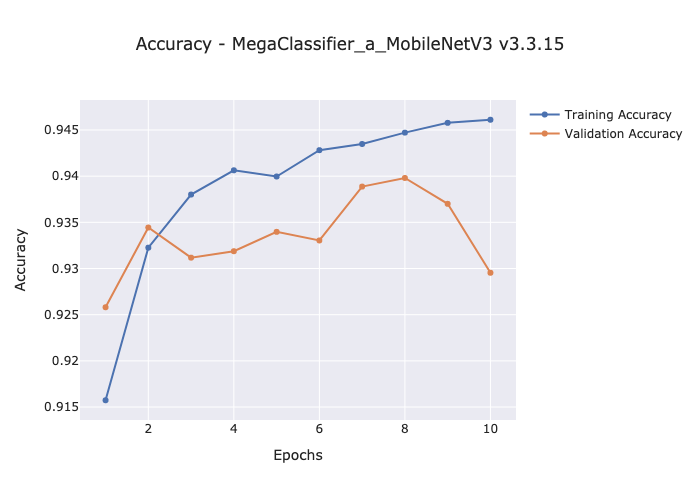 Accuracy - MegaClassifier_a_MobileNetV3 v3.3.15
Training Accuracy
Validation Accuracy
Accuracy
0.945
0.94
0.935
0.93
0.925
0.92
0.915
2 4 6 8 10
Epochs